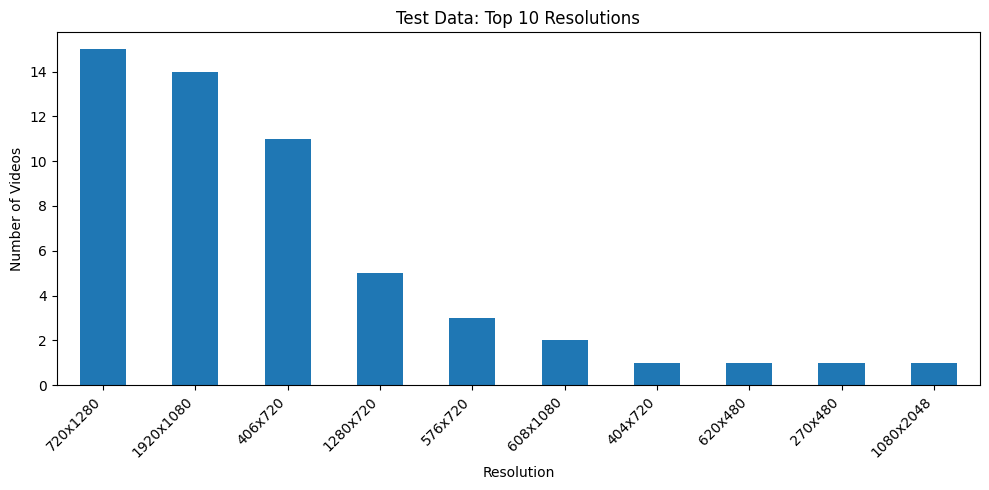 Test Data: Top 10 Resolutions
Number of Videos
14
12
10
8
6
4
2
0
720x1280
1920x1080
406x720
1280x720
576x720
608x1080
404x720
620x480
270x480
1080x2048
Resolution